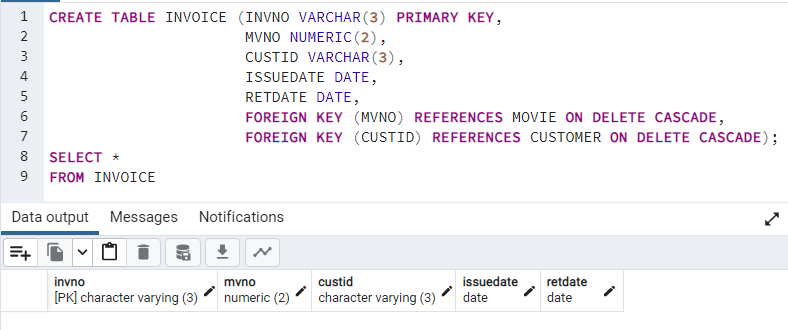 1 CREATE TABLE INVOICE (INVNO VARCHAR(3) PRIMARY KEY,
2 MVNO NUMERIC(2),
3 CUSTID VARCHAR(3),
4 ISSUEDATE DATE,
5 RETDATE DATE,
6 FOREIGN KEY (MVNO) REFERENCES MOVIE ON DELETE CASCADE,
7 FOREIGN KEY (CUSTID) REFERENCES CUSTOMER ON DELETE CASCADE);
8 SELECT *
9 FROM INVOICE
Data output Messages Notifications
invno mvno custid issuedate retdate
[PK] character varying (3) numeric (2) character varying (3) date date